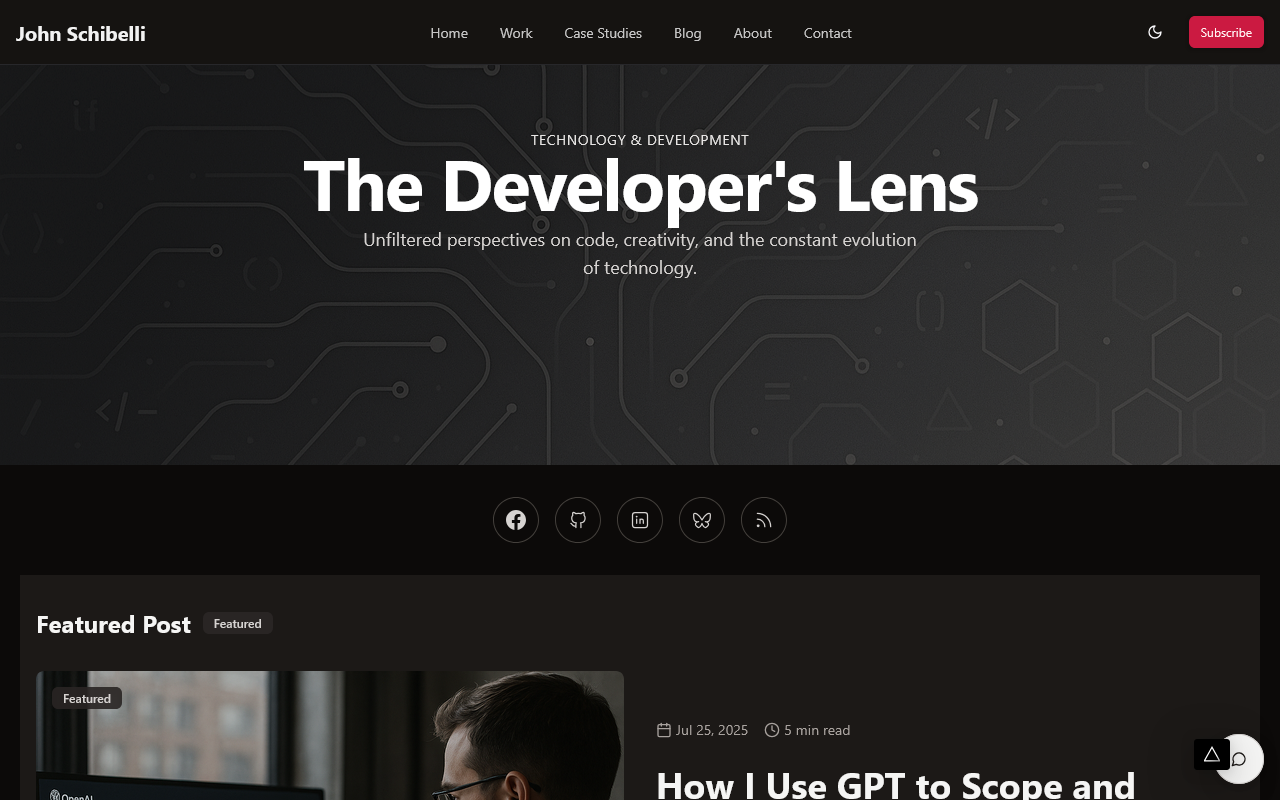 John Schibelli
Home
Work
Case Studies
Blog
About
Contact
Subscribe
TECHNOLOGY & DEVELOPMENT
The Developer's Lens
Unfiltered perspectives on code, creativity, and the constant evolution
of technology.
Featured Post
Featured
Featured
OpenAI
Jul 25, 2025
5 min read
How I Use GPT to Scope and